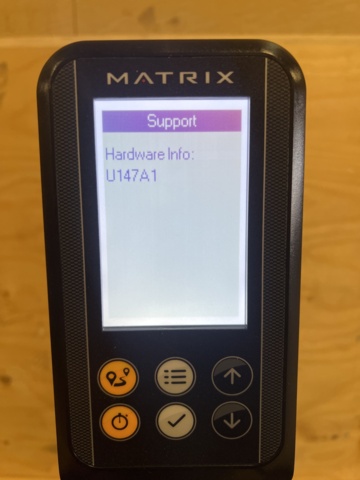 MATRIX
Support
Hardware Info:
U147A1